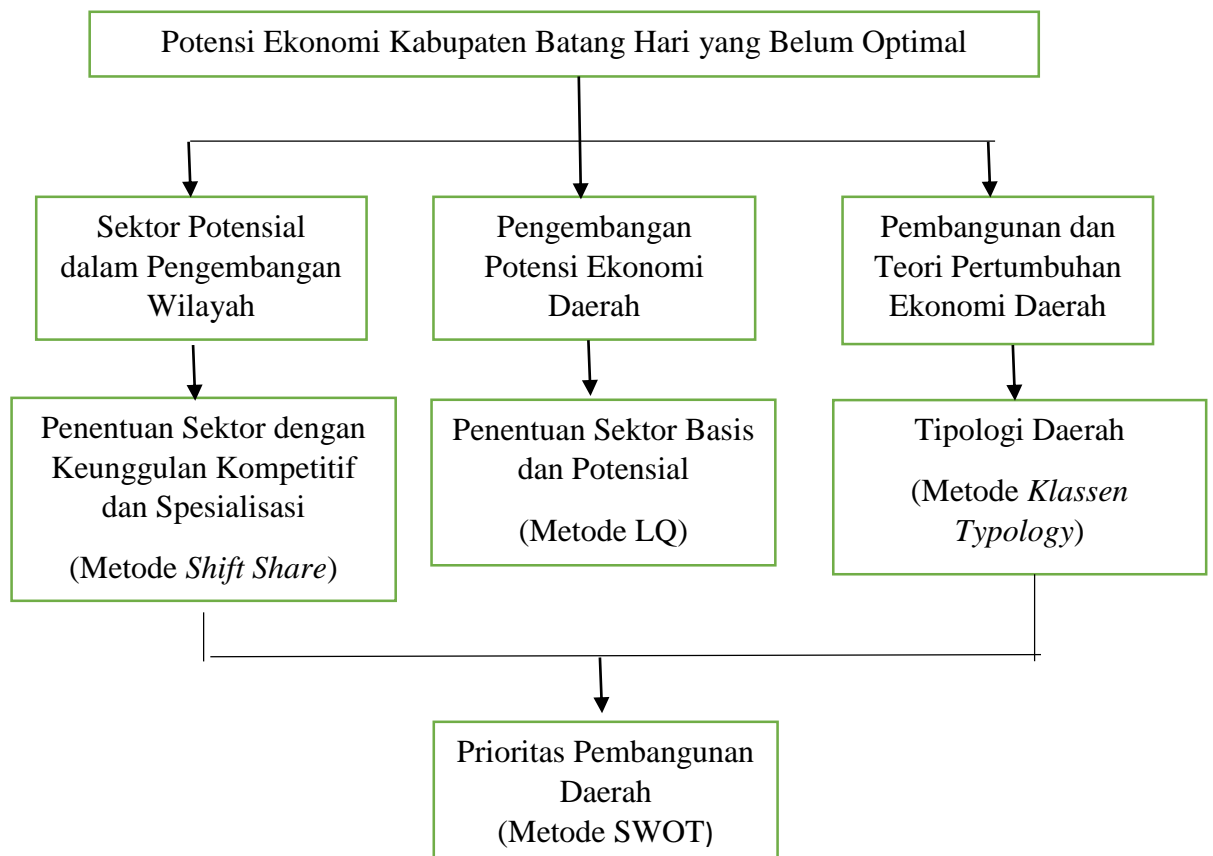 Potensi Ekonomi Kabupaten Batang Hari yang Belum Optimal
Sektor Potensial
dalam Pengembangan
Wilayah
Pengembangan
Potensi Ekonomi
Daerah
Pembangunan dan
Teori Pertumbuhan
Ekonomi Daerah
Penentuan Sektor dengan
Keunggulan Kompetitif
dan Spesialisasi
(Metode Shift Share)
Penentuan Sektor Basis
dan Potensial
(Metode LQ)
Tipologi Daerah
(Metode Klassen
Typology)
Prioritas Pembangunan
Daerah
(Metode SWOT)